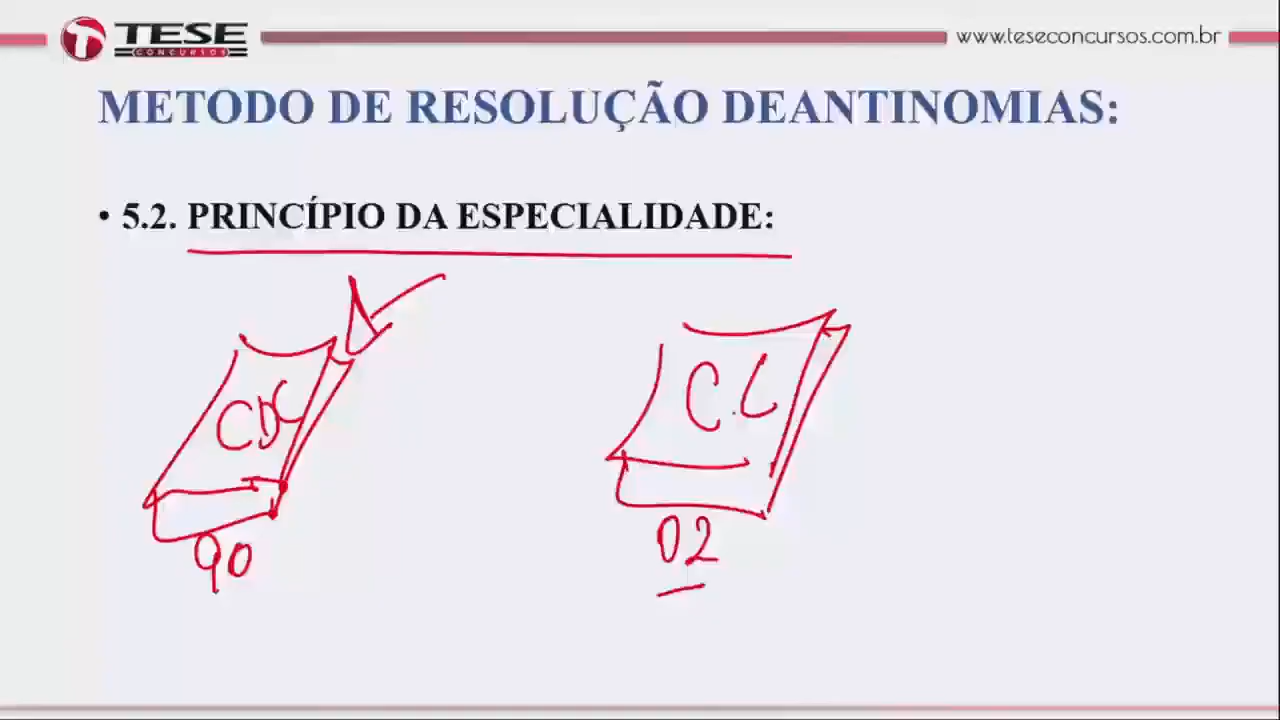 TESE
CONCURSOS
www.teseconcursos.com.br
METODO DE RESOLUÇÃO DEANTINOMIAS:
• 5.2. PRINCÍPIO DA ESPECIALIDADE:
CDC
C.C
90
02